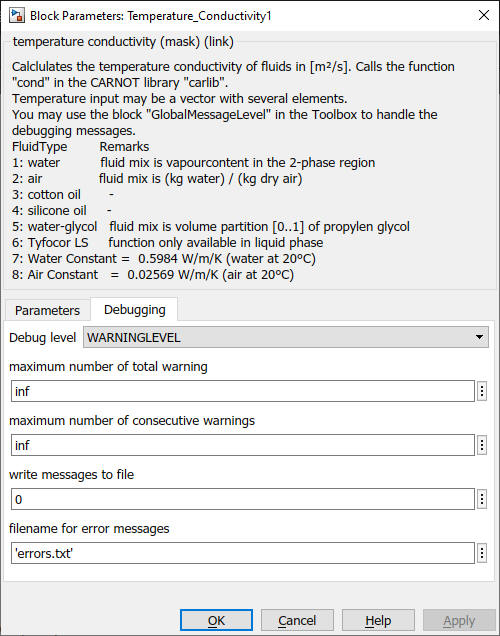 Block Parameters: Temperature_Conductivity1
temperature conductivity (mask) (link)
Calclulates the temperature conductivity of fluids in [m²/s]. Calls the function
"cond" in the CARNOT library "carlib".
Temperature input may be a vector with several elements.
You may use the block "GlobalMessageLevel" in the Toolbox to handle the
debugging messages.
FluidType Remarks
1: water fluid mix is vapourcontent in the 2-phase region
2: air fluid mix is (kg water) / (kg dry air)
3: cotton oil -
4: silicone oil -
5: water-glycol fluid mix is volume partition [0..1] of propylen glycol
6: Tyfocor LS function only available in liquid phase
7: Water Constant = 0.5984 W/m/K (water at 20°C)
8: Air Constant = 0.02569 W/m/K (air at 20°C)
Parameters Debugging
Debug level WARNINGLEVEL
maximum number of total warning
inf
maximum number of consecutive warnings
inf
write messages to file
0
filename for error messages
'errors.txt'
OK Cancel Help Apply